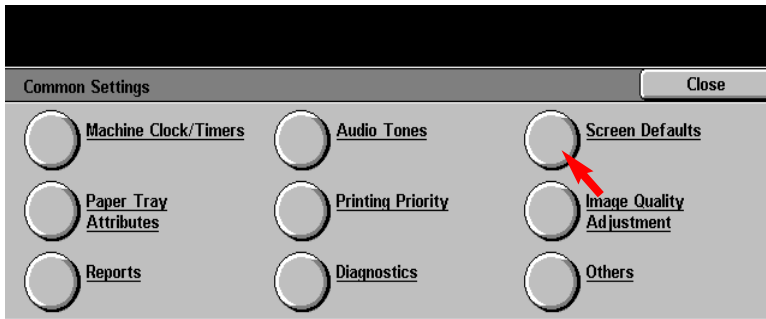 Common Settings
Close
Machine Clock/Timers
Audio Tones
Screen Defaults
Paper Tray
Attributes
Printing Priority
Image Quality
Adjustment
Reports
Diagnostics
Others